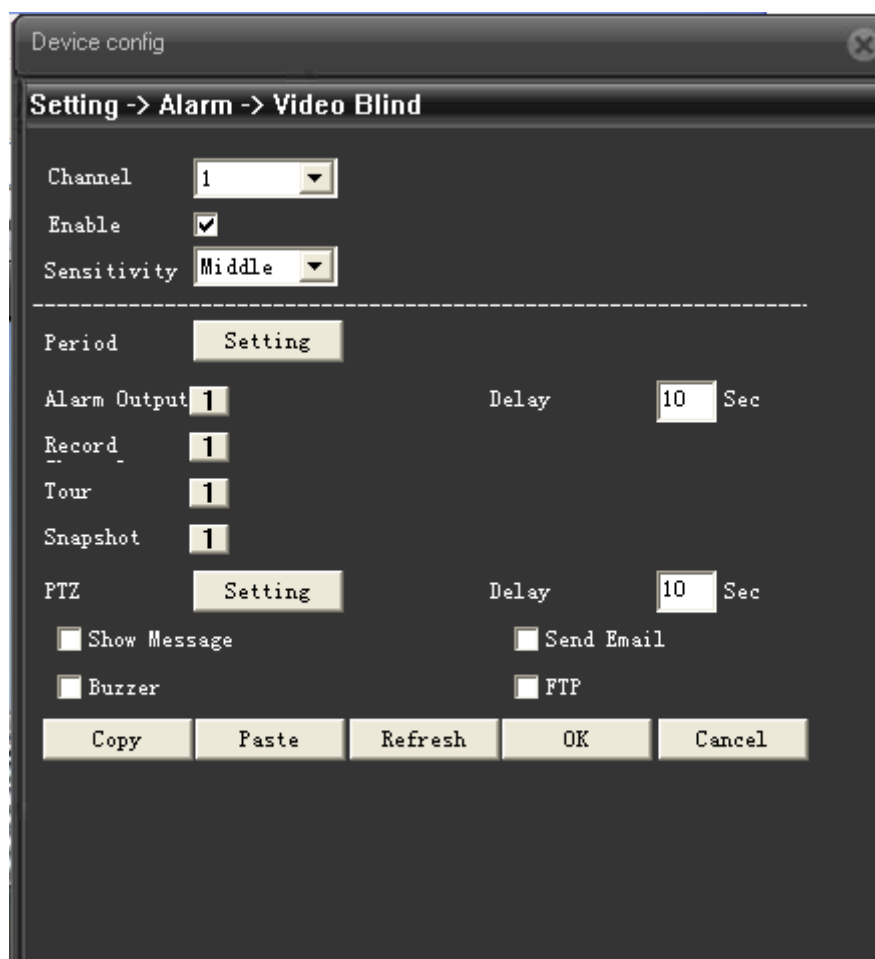 Device config
Setting -> Alarm -> Video Blind
Channel 1
Enable
Sensitivity Middle
Period Setting
Alarm Output 1 Delay 10 Sec
Record 1
Tour 1
Snapshot 1
PTZ Setting Delay 10 Sec
Show Message Send Email
Buzzer FTP
Copy Paste Refresh OK Cancel